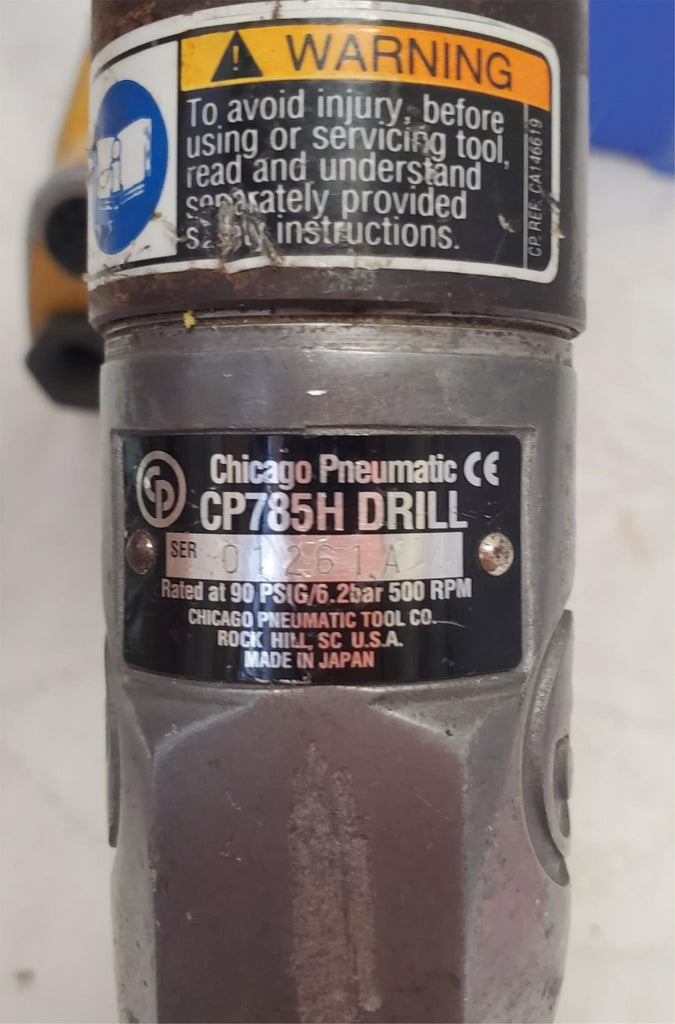 WARNING
To avoid injury, before
using or servicing tool,
read and understand
separately provided
safety instructions.
CP. REF. CA146619
Chicago Pneumatic CE
CP
CP785H DRILL
SER 01261A
Rated at 90 PSIG/6.2bar 500 RPM
CHICAGO PNEUMATIC TOOL CO.
ROCK HILL, SC U.S.A.
MADE IN JAPAN